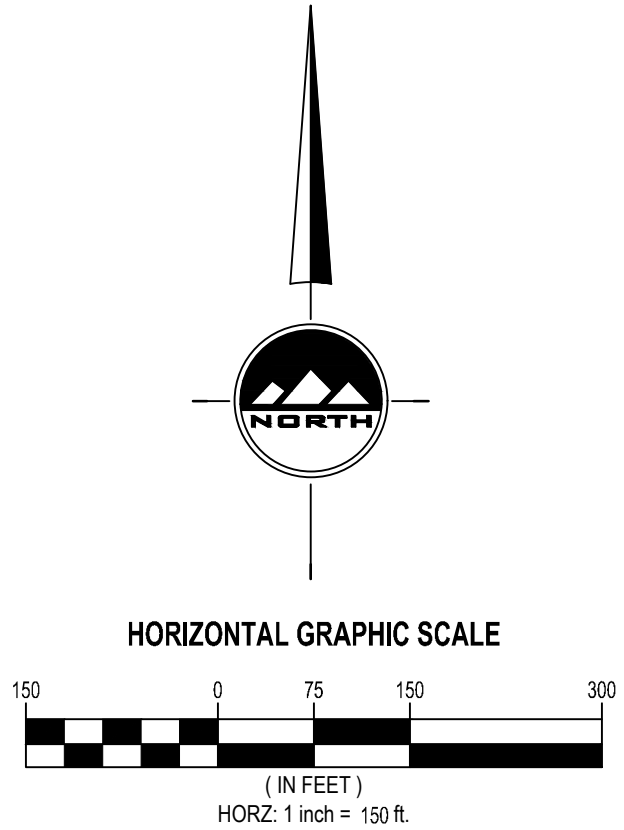 NORTH
HORIZONTAL GRAPHIC SCALE
150 0 75 150 300
( IN FEET )
HORZ: 1 inch = 150 ft.